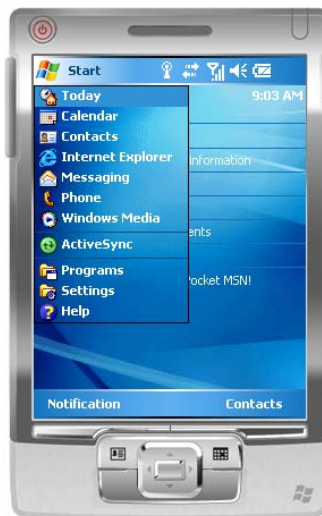 Start
Today
9:03 AM
Calendar
Contacts
Internet Explorer
information
Messaging
Phone
Windows Media
ents
ActiveSync
Programs
Pocket MSN!
Settings
Help
Notification
Contacts